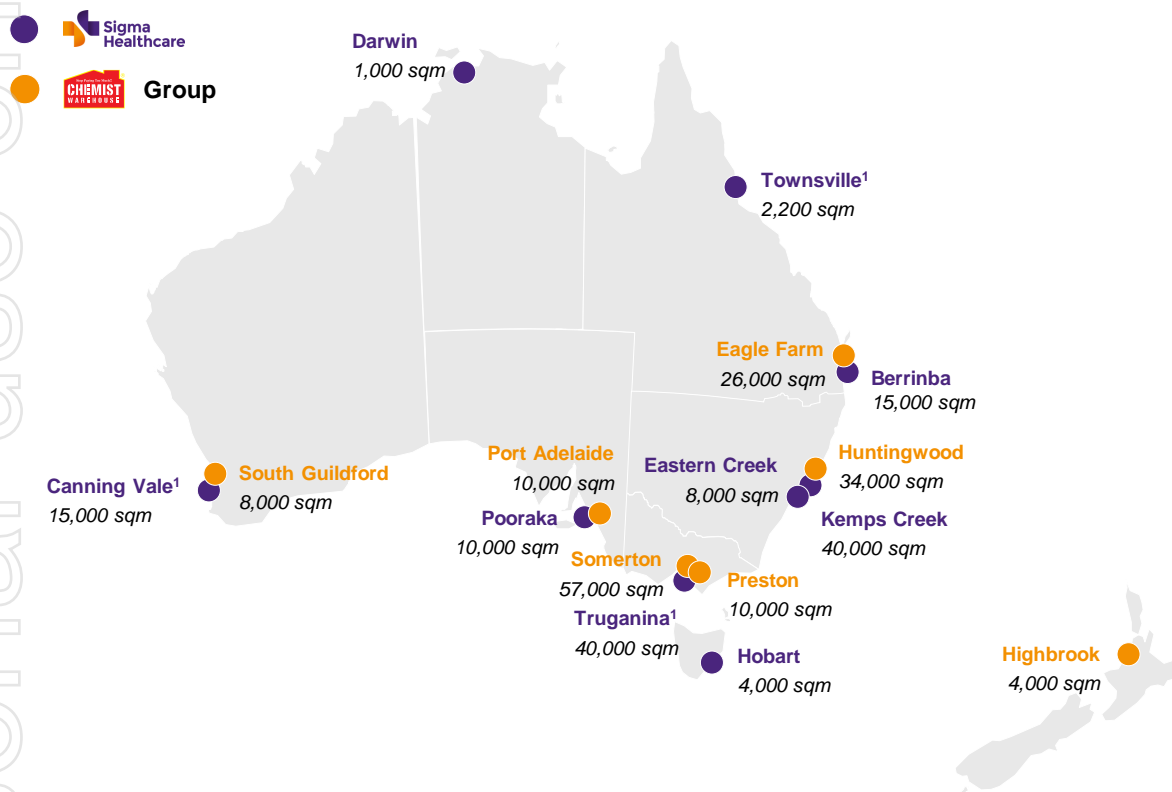 Sigma
Healthcare
CHEMIST
WAREHOUSE
Group
Darwin
1,000 sqm
Townsville¹
2,200 sqm
Eagle Farm
26,000 sqm
Berrinba
15,000 sqm
Port Adelaide
10,000 sqm
Eastern Creek
8,000 sqm
Huntingwood
34,000 sqm
Canning Vale¹
15,000 sqm
South Guildford
8,000 sqm
Pooraka
10,000 sqm
Kemps Creek
40,000 sqm
Somerton
57,000 sqm
Preston
10,000 sqm
Truganina¹
40,000 sqm
Hobart
4,000 sqm
Highbrook
4,000 sqm